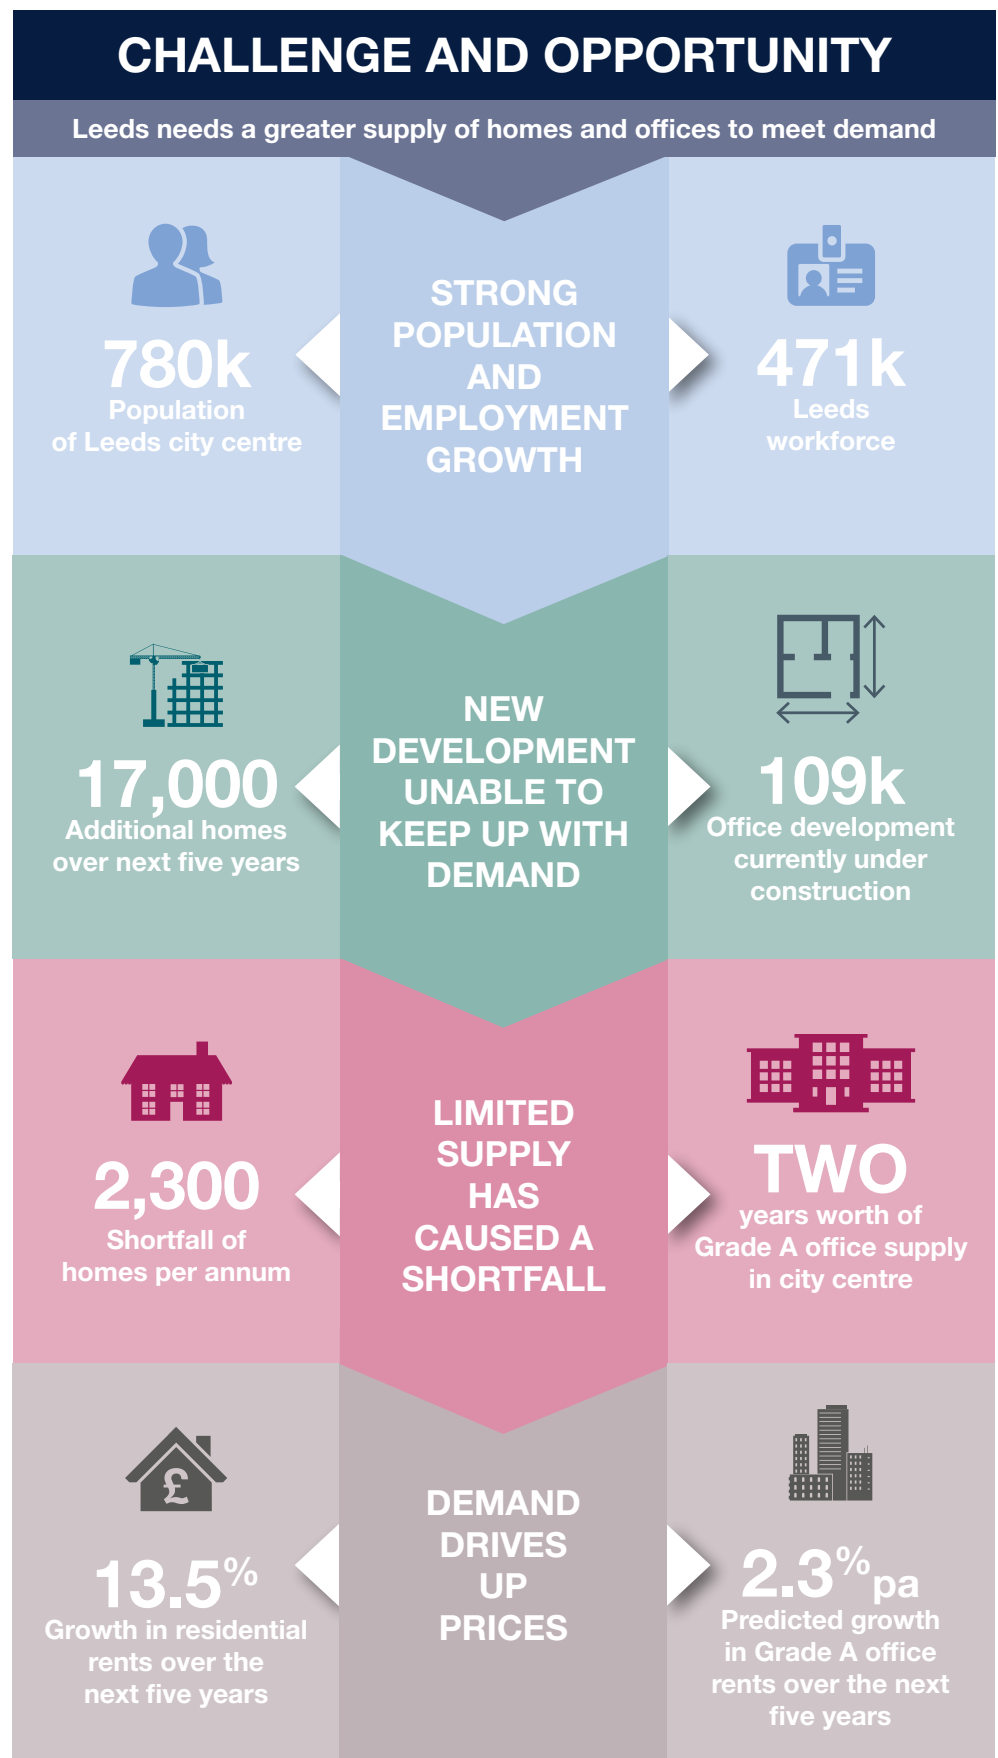 CHALLENGE AND OPPORTUNITY
Leeds needs a greater supply of homes and offices to meet demand
780k
Population
of Leeds city centre
STRONG
POPULATION
AND
EMPLOYMENT
GROWTH
471k
Leeds
workforce
17,000
Additional homes
over next five years
NEW
DEVELOPMENT
UNABLE TO
KEEP UP WITH
DEMAND
109k
Office development
currently under
construction
2,300
Shortfall of
homes per annum
LIMITED
SUPPLY
HAS
CAUSED A
SHORTFALL
TWO
years worth of
Grade A office supply
in city centre
£
13.5%
Growth in residential
rents over the
next five years
DEMAND
DRIVES
UP
PRICES
2.3% pa
Predicted growth
in Grade A office
rents over the next
five years